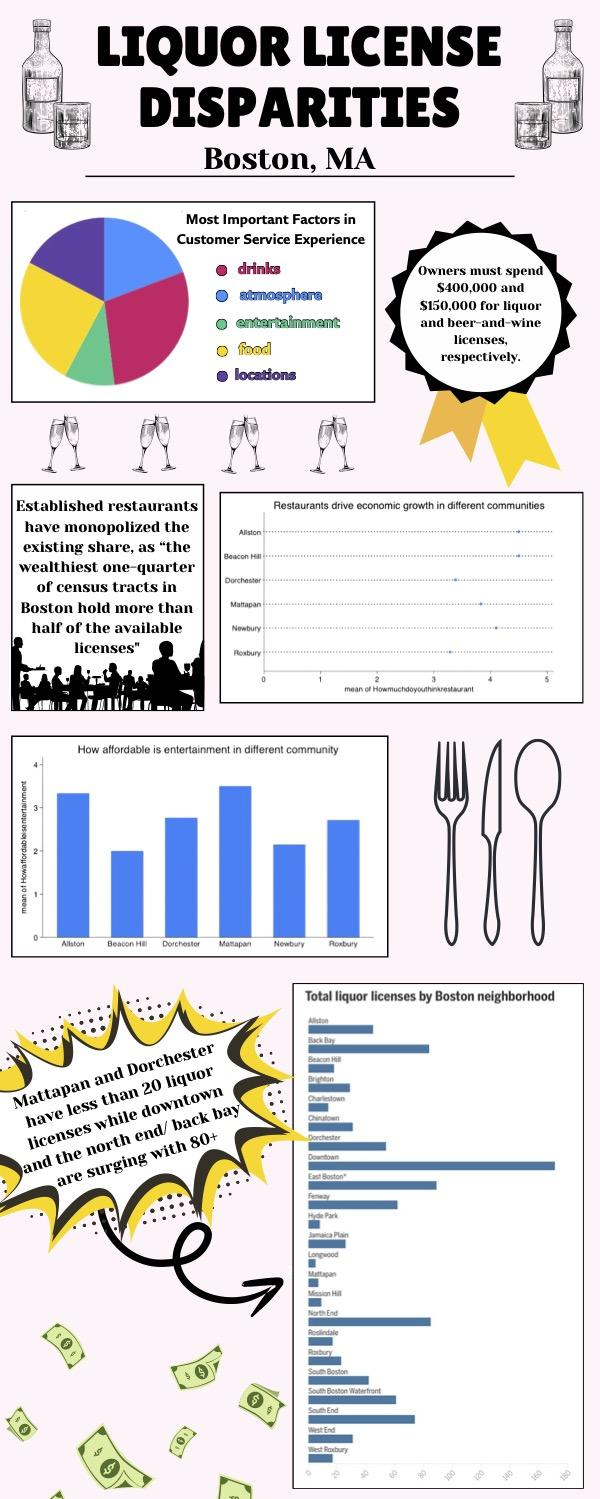 LIQUOR LICENSE
DISPARITIES
Boston, MA
Most Important Factors in
Customer Service Experience
drinks
atmosphere
entertainment
food
locations
Owners must spend
$400,000 and
$150,000 for liquor
and beer-and-wine
licenses,
respectively.
Established restaurants
have monopolized the
existing share, as “the
wealthiest one-quarter
of census tracts in
Boston hold more than
half of the available
licenses"
Restaurants drive economic growth in different communities
Allston
Beacon Hill
Dorchester
Mattapan
Newbury
Roxbury
0 1 2 3 4 5
mean of Howmuchdoyouthinkrestaurant
How affordable is entertainment in different community
mean of Howaffordableisentertainment
4
3
2
1
0
Allston Beacon Hill Dorchester Mattapan Newbury Roxbury
Mattapan and Dorchester
have less than 20 liquor
licenses while downtown
and the north end/ back bay
are surging with 80+
Total liquor licenses by Boston neighborhood
Allston
Back Bay
Beacon Hill
Brighton
Charlestown
Chinatown
Dorchester
Downtown
East Boston*
Fenway
Hyde Park
Jamaica Plain
Longwood
Mattapan
Mission Hill
North End
Roslindale
Roxbury
South Boston
South Boston Waterfront
South End
West End
West Roxbury
0 20 40 60 80 100 120 140 160 180